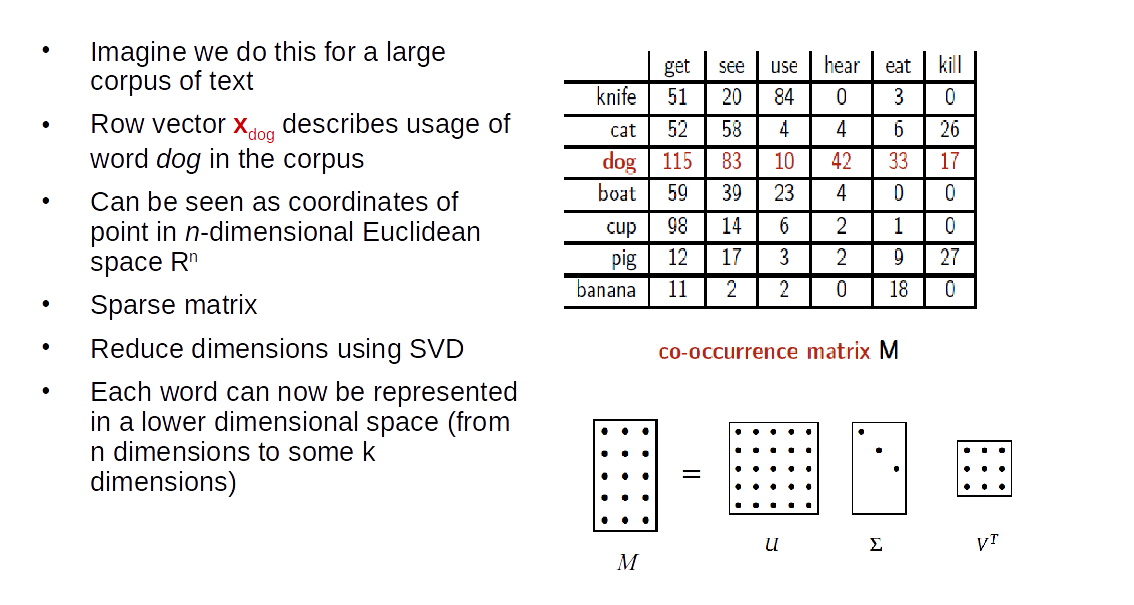 • Imagine we do this for a large
corpus of text
• Row vector xdog describes usage of
word dog in the corpus
• Can be seen as coordinates of
point in n-dimensional Euclidean
space Rn
• Sparse matrix
• Reduce dimensions using SVD
• Each word can now be represented
in a lower dimensional space (from
n dimensions to some k
dimensions)
get see use hear eat kill
knife 51 20 84 0 3 0
cat 52 58 4 4 6 26
dog 115 83 10 42 33 17
boat 59 39 23 4 0 0
cup 98 14 6 2 1 0
pig 12 17 3 2 9 27
banana 11 2 2 0 18 0
co-occurrence matrix M
=
M U Σ VT